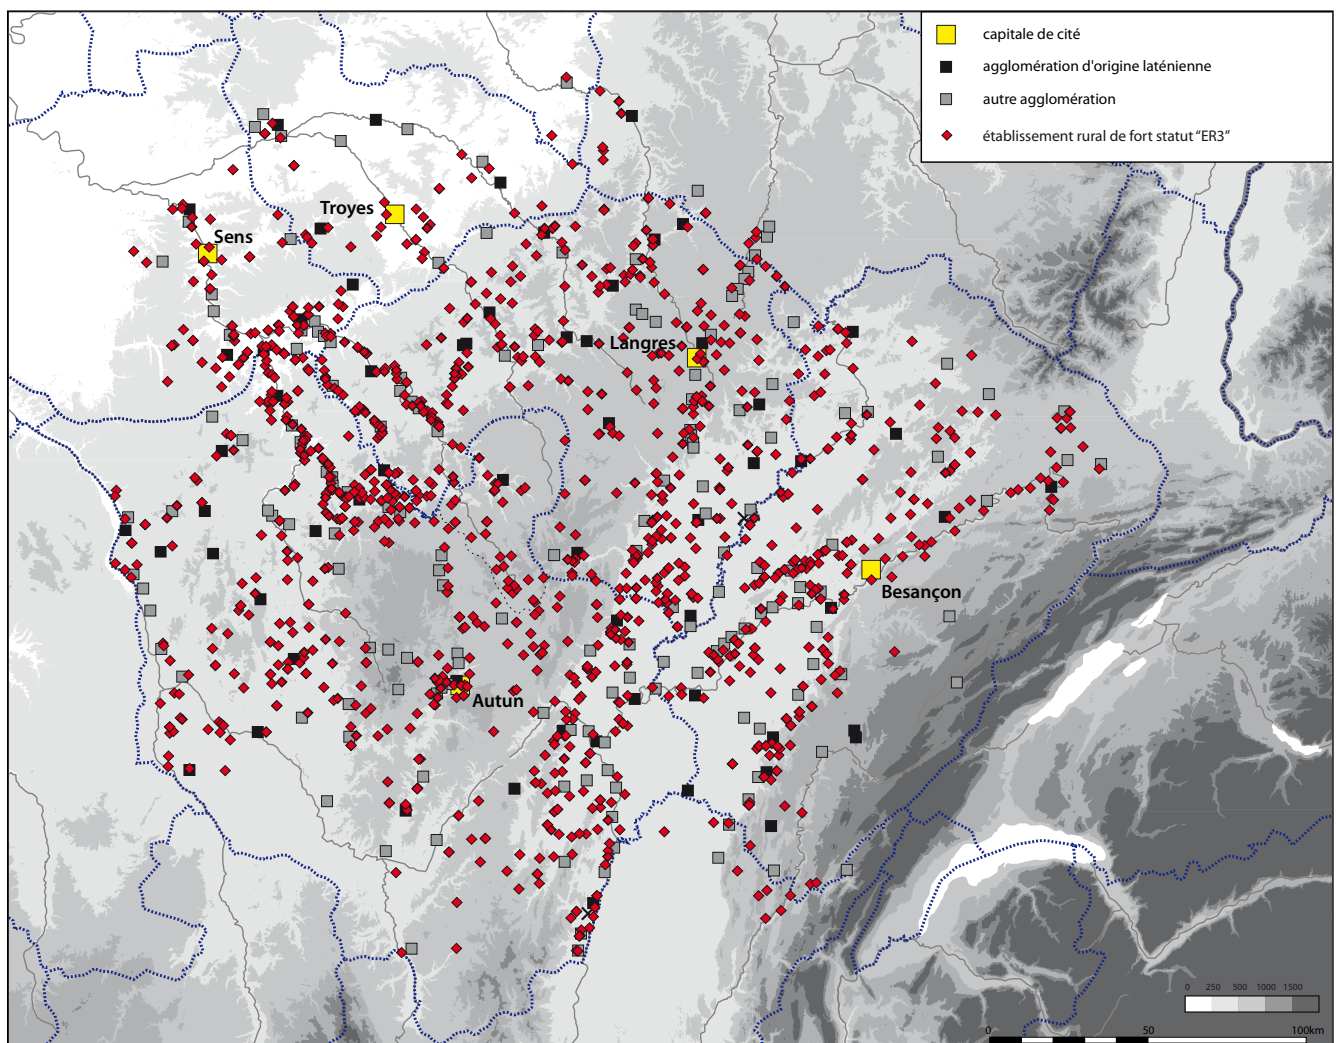 capitale de cité
agglomération d'origine laténienne
autre agglomération
établissement rural de fort statut “ER3”
Troyes
Sens
Langres
Besançon
Autun
0 250 500 1000 1500
0 50 100km